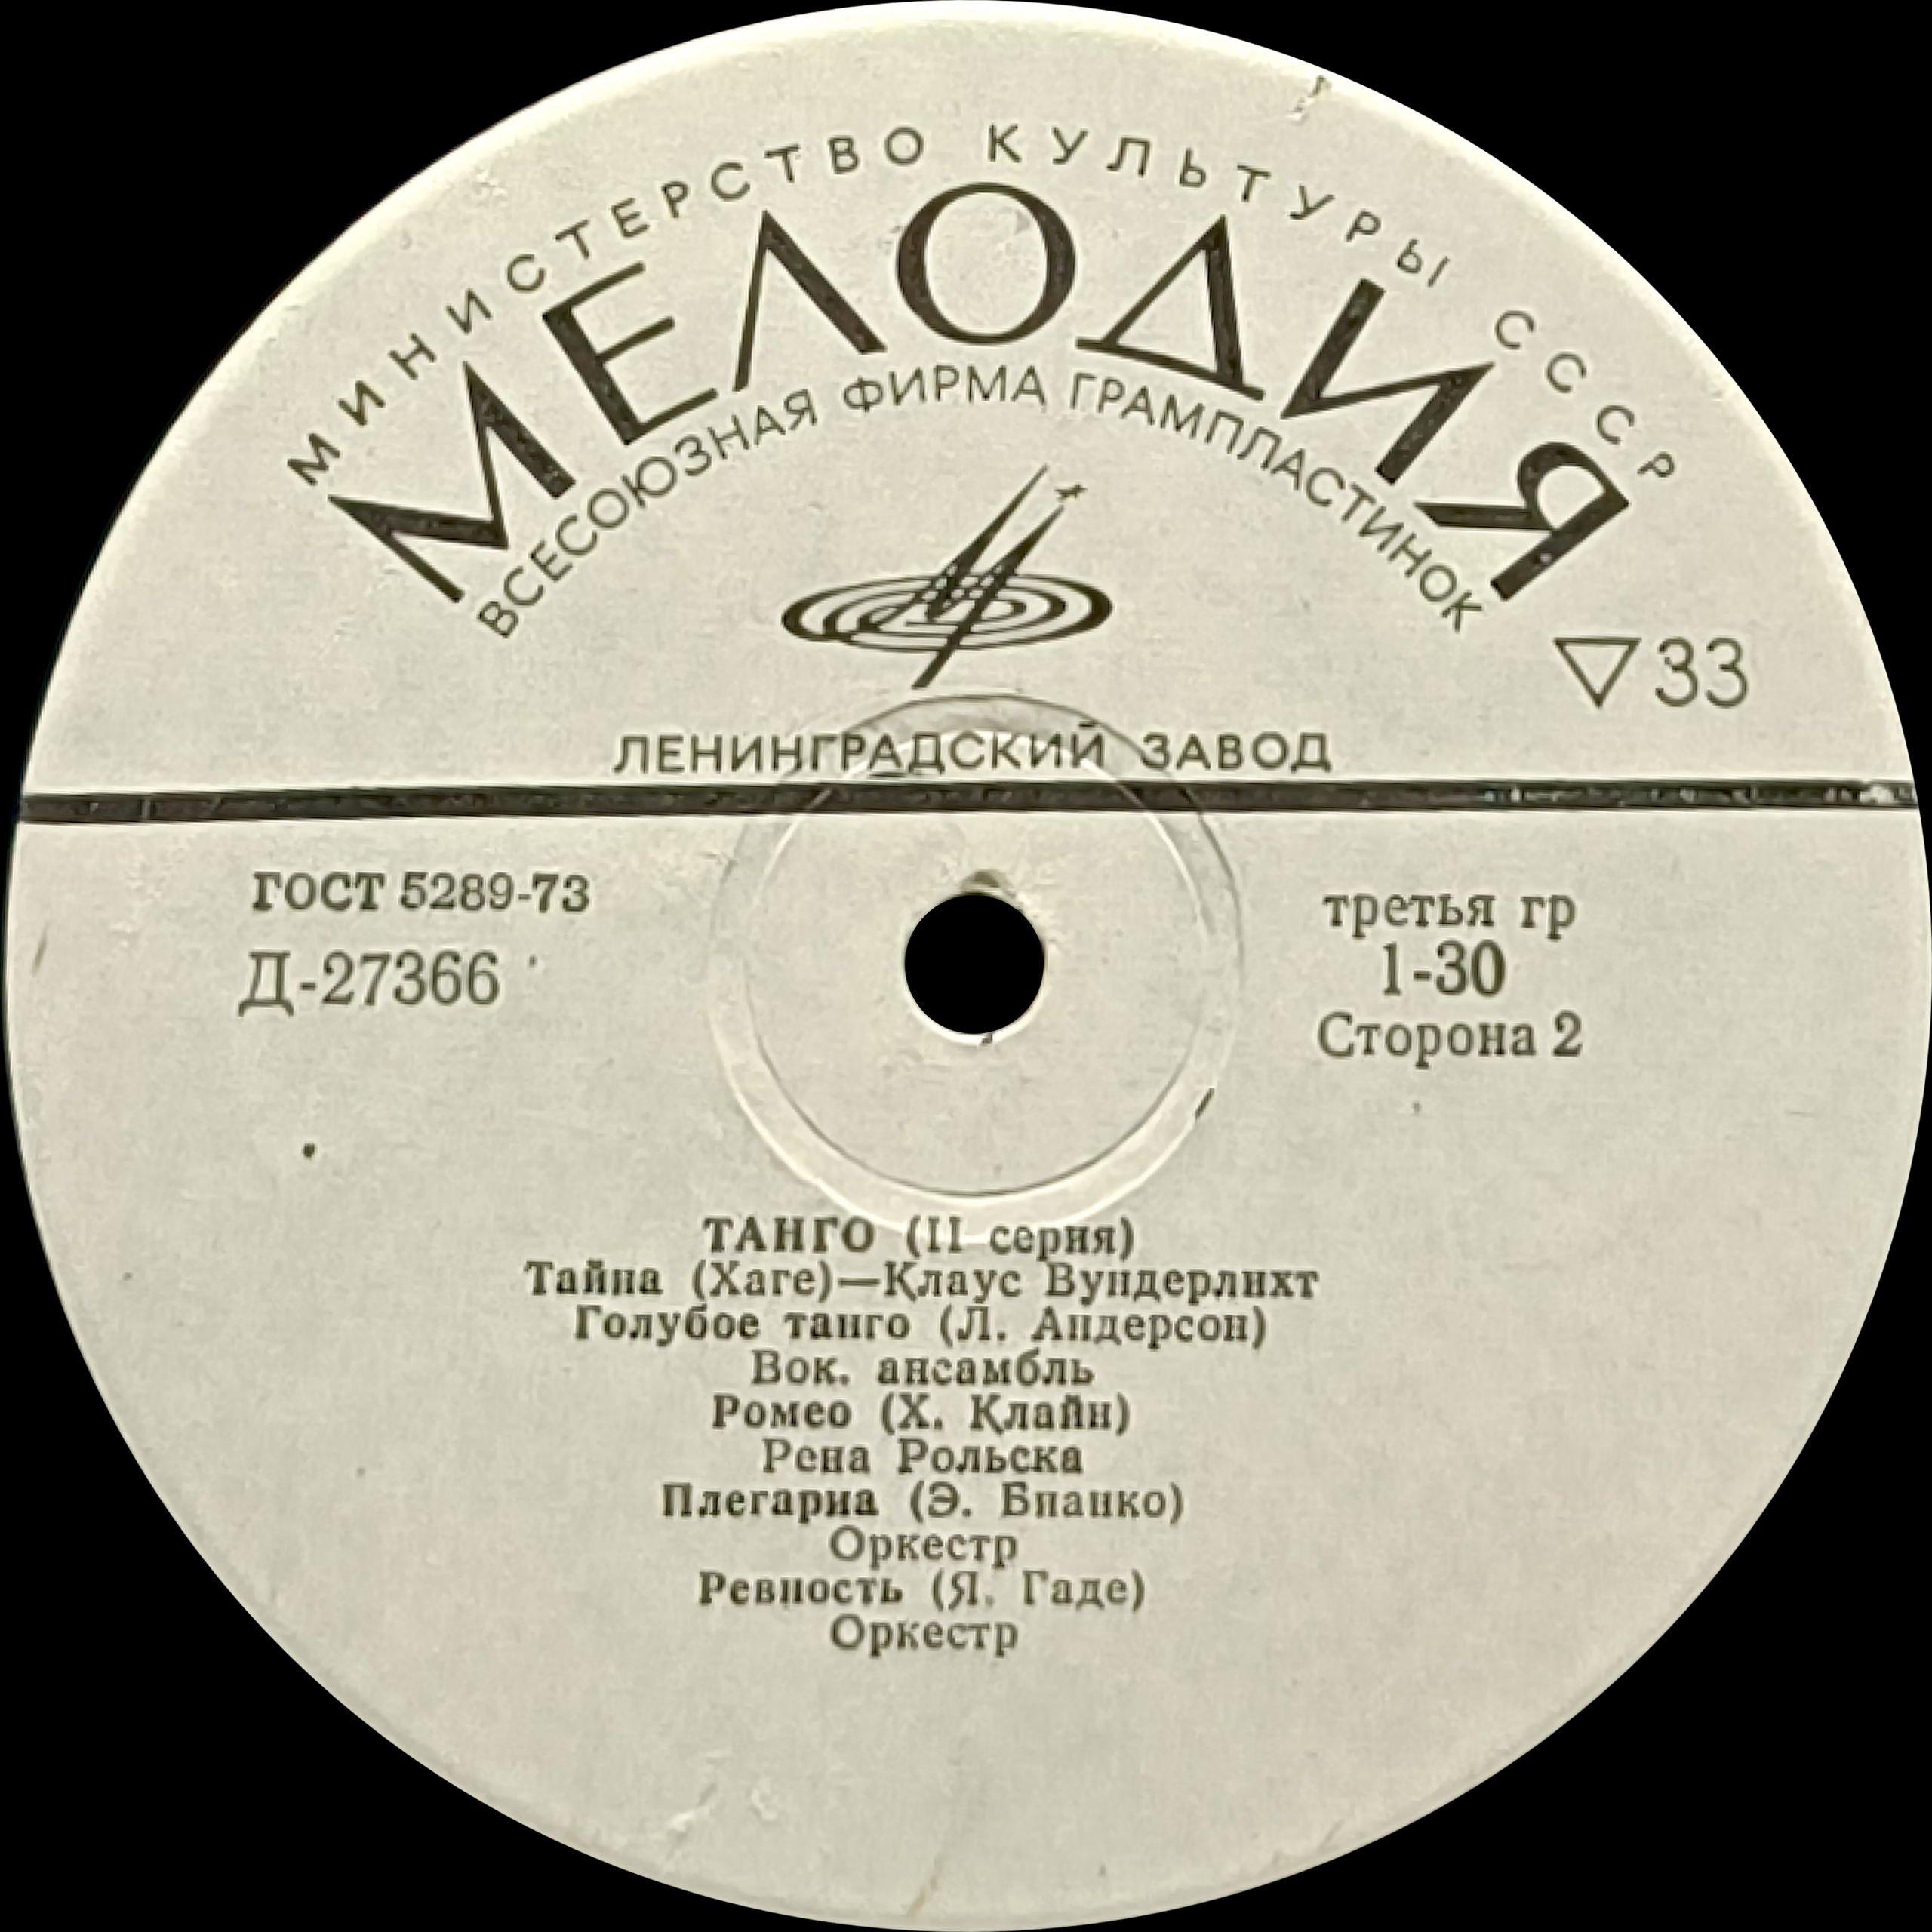 МИНИСТЕРСТВО КУЛЬТУРЫ СССР
МЕЛОДИЯ
ВСЕСОЮЗНАЯ ФИРМА ГРАМПЛАСТИНОК
33
ЛЕНИНГРАДСКИЙ ЗАВОД
ГОСТ 5289-73
Д-27366
третья гр
1-30
Сторона 2
ТАНГО (II серия)
Тайна (Хаге)—Клаус Вундерлихт
Голубое танго (Л. Андерсон)
Вок. ансамбль
Ромео (Х. Клайн)
Рена Рольска
Плегариа (Э. Бианко)
Оркестр
Ревность (Я. Гаде)
Оркестр